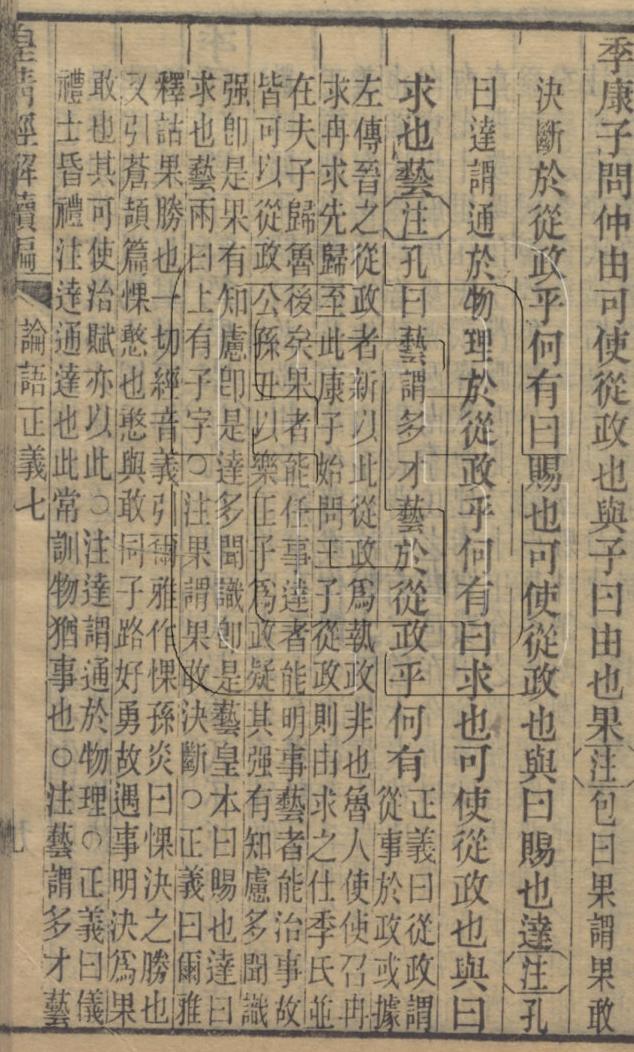 季康子問仲由可使從政也與子曰由也果注包曰果謂果敢
決斷於從政乎何有曰賜也可使從政也與曰賜也達注孔
曰達謂通於物理於從政乎何有曰求也可使從政也與曰
求也藝注孔曰藝謂多才藝於從政乎何有
正義曰從政謂
從事於政或據
左傳晉之從政者新以此從政爲執政非也魯人使使召冉
求冉求先歸至此康子始問王子從政則由求之仕季氏並
在夫子歸魯後矣果者能任事達者能明事藝者能治事故
皆可以從政公孫丑以樂正子爲政疑其强有知慮多聞識
强卽是果有知慮卽是達多聞識卽是藝皇本曰賜也達曰
求也藝兩曰上有子字○注果謂果敢決斷○正義曰爾雅
釋詁果勝也一切經音義引爾雅作惈孫炎曰惈決之勝也
又引蒼頡篇惈憨也憨與敢同子路好勇故遇事明決爲果
敢也其可使治賦亦以此○注達謂通於物理○正義曰儀
禮士昏禮注達通達也此常訓物猶事也○注藝謂多才藝
皇清經解續編
論語正義七
九